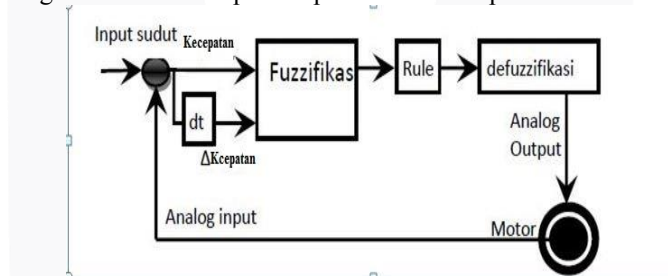 Input sudut
Kecepatan
Fuzzifikas
Rule
defuzzifikasi
dt
ΔKcepatan
Analog
Output
Analog input
Motor